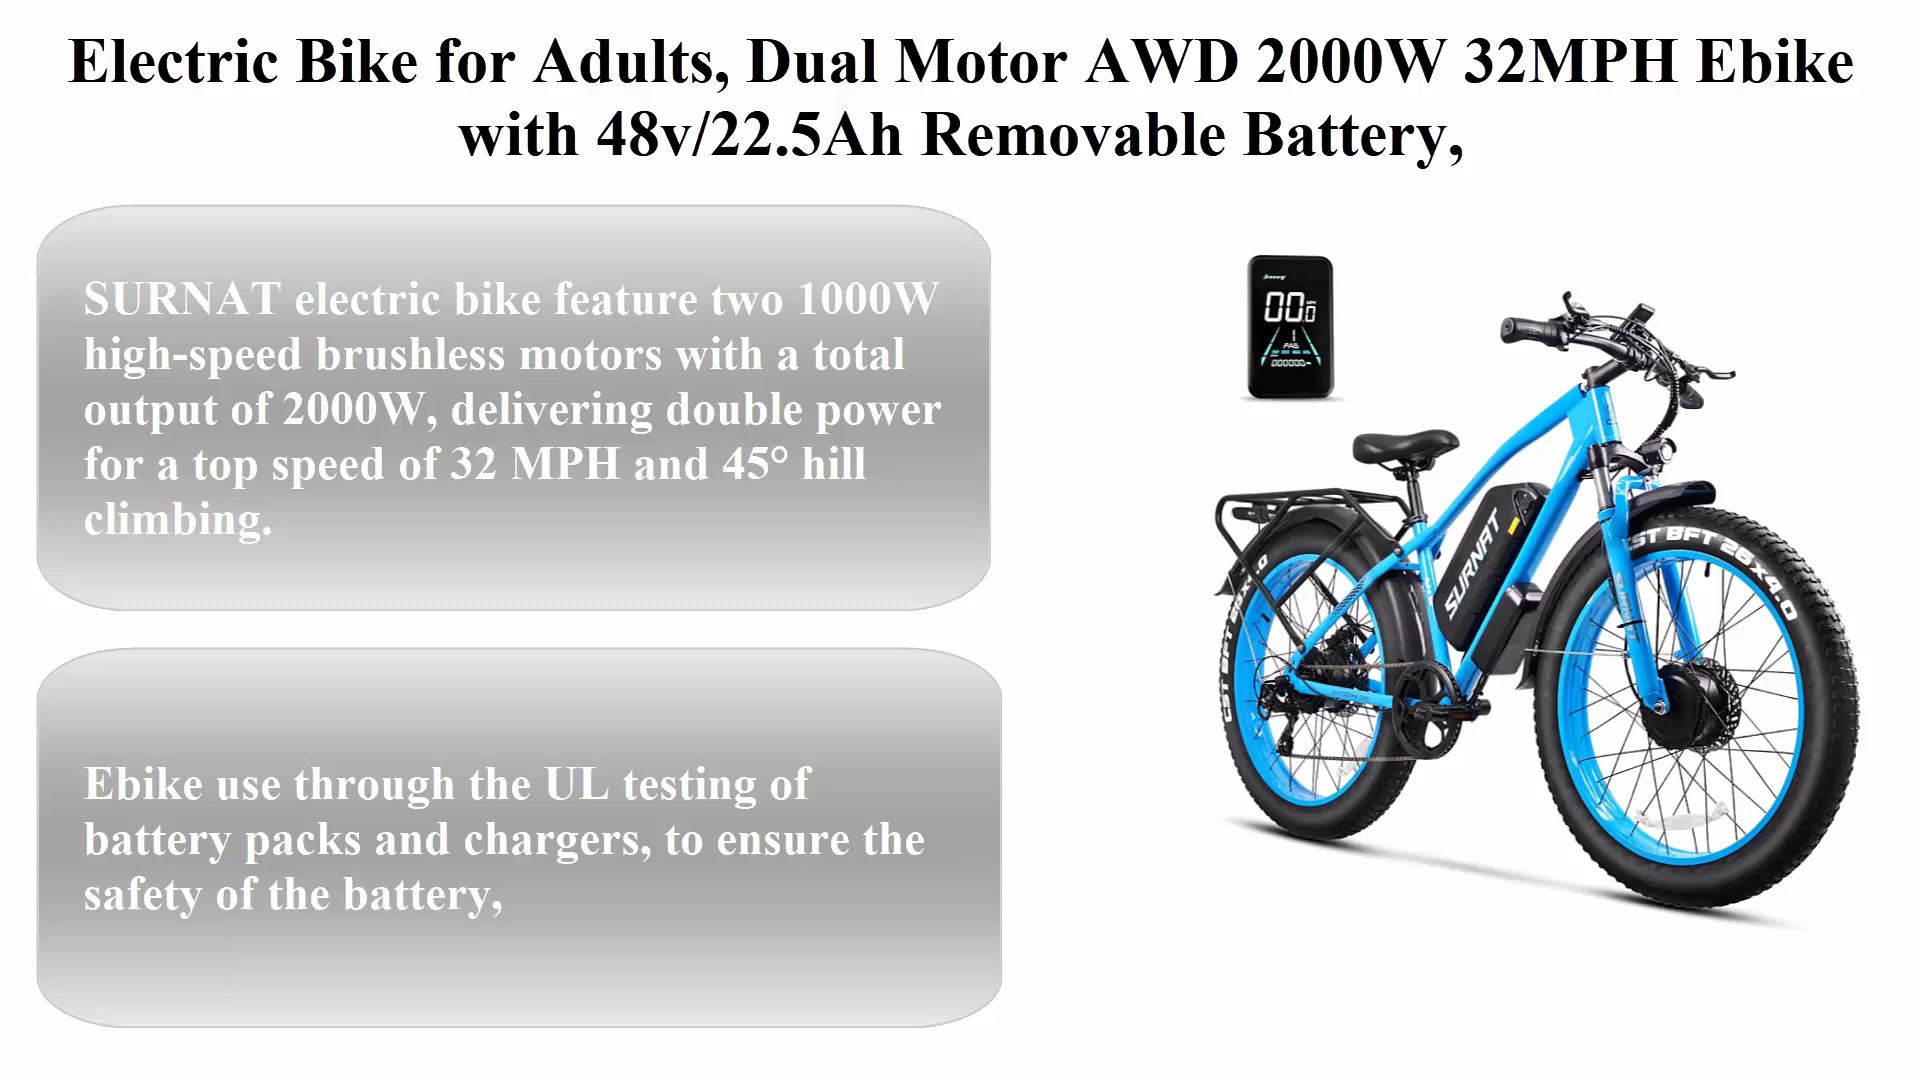 Electric Bike for Adults, Dual Motor AWD 2000W 32MPH Ebike
with 48v/22.5Ah Removable Battery,
SURNAT electric bike feature two 1000W
high-speed brushless motors with a total
output of 2000W, delivering double power
for a top speed of 32 MPH and 45° hill
climbing.
Ebike use through the UL testing of
battery packs and chargers, to ensure the
safety of the battery,
00.0
PAS
SURNAT
CST BFT 26X4.0